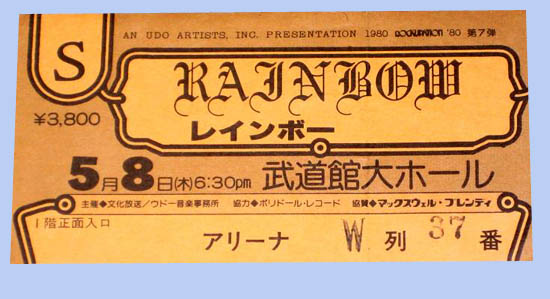 AN UDO ARTISTS, INC. PRESENTATION 1980 ROCKUPATION '80 第7弾
S
RAINBOW
¥3,800
レインボー
5月8日(木)6:30pm 武道館大ホール
主催◆文化放送/ウドー音楽事務所 協力◆ポリドール・レコード 協賛◆マックスウェル・ブレンディ
1階正面入口
アリーナ W列 37番